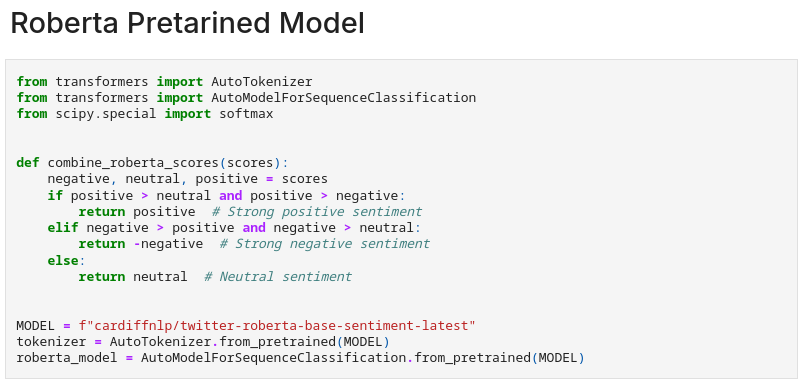 Roberta Pretarined Model
from transformers import AutoTokenizer
from transformers import AutoModelForSequenceClassification
from scipy.special import softmax
def combine_roberta_scores(scores):
    negative, neutral, positive = scores
    if positive > neutral and positive > negative:
        return positive  # Strong positive sentiment
    elif negative > positive and negative > neutral:
        return -negative  # Strong negative sentiment
    else:
        return neutral  # Neutral sentiment
MODEL = f"cardiffnlp/twitter-roberta-base-sentiment-latest"
tokenizer = AutoTokenizer.from_pretrained(MODEL)
roberta_model = AutoModelForSequenceClassification.from_pretrained(MODEL)